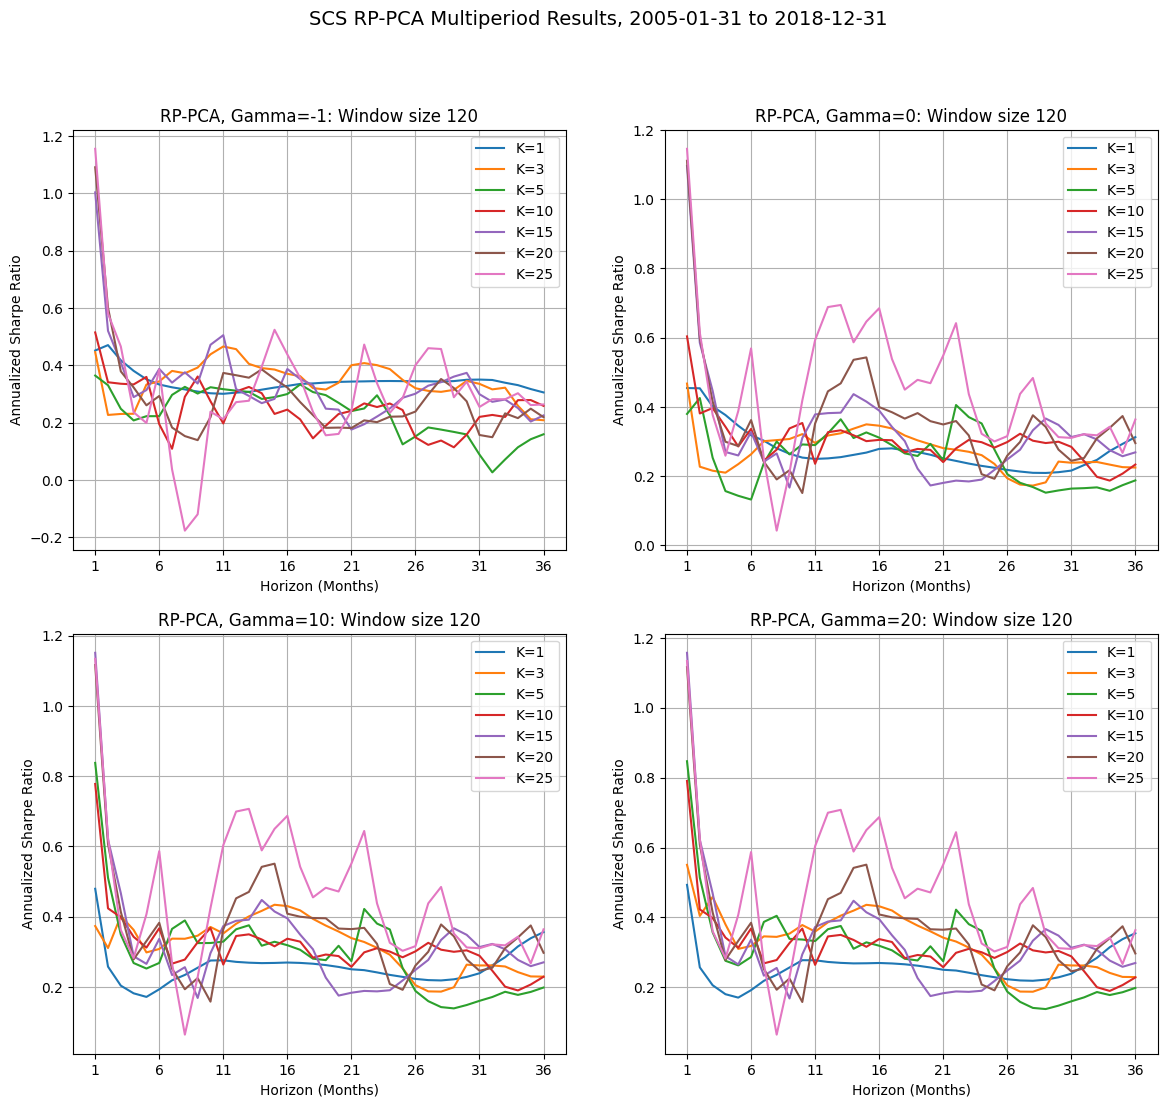 SCS RP-PCA Multiperiod Results, 2005-01-31 to 2018-12-31
RP-PCA, Gamma=-1: Window size 120
Annualized Sharpe Ratio
1.2
1.0
0.8
0.6
0.4
0.2
0.0
−0.2
K=1
K=3
K=5
K=10
K=15
K=20
K=25
1 6 11 16 21 26 31 36
Horizon (Months)
RP-PCA, Gamma=0: Window size 120
Annualized Sharpe Ratio
1.2
1.0
0.8
0.6
0.4
0.2
0.0
K=1
K=3
K=5
K=10
K=15
K=20
K=25
1 6 11 16 21 26 31 36
Horizon (Months)
RP-PCA, Gamma=10: Window size 120
Annualized Sharpe Ratio
1.2
1.0
0.8
0.6
0.4
0.2
K=1
K=3
K=5
K=10
K=15
K=20
K=25
1 6 11 16 21 26 31 36
Horizon (Months)
RP-PCA, Gamma=20: Window size 120
Annualized Sharpe Ratio
1.2
1.0
0.8
0.6
0.4
0.2
K=1
K=3
K=5
K=10
K=15
K=20
K=25
1 6 11 16 21 26 31 36
Horizon (Months)